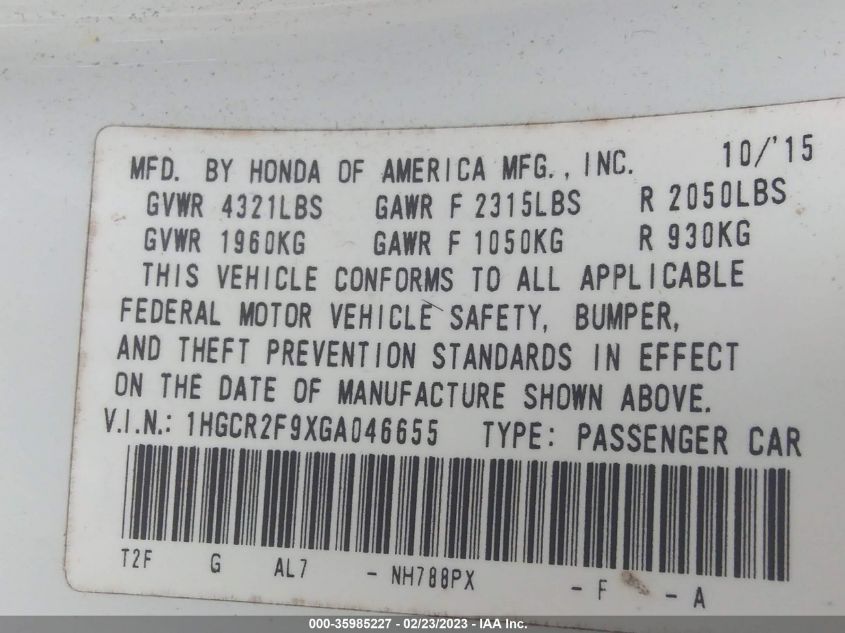 MFD. BY HONDA OF AMERICA MFG., INC. 10/'15
GVWR 4321LBS GAWR F 2315LBS R 2050LBS
GVWR 1960KG GAWR F 1050KG R 930KG
THIS VEHICLE CONFORMS TO ALL APPLICABLE
FEDERAL MOTOR VEHICLE SAFETY, BUMPER,
AND THEFT PREVENTION STANDARDS IN EFFECT
ON THE DATE OF MANUFACTURE SHOWN ABOVE.
V.I.N.: 1HGCR2F9XGA046655 TYPE: PASSENGER CAR
T2F G AL7 - NH788PX - F - A
000-35985227 - 02/23/2023 - IAA Inc.